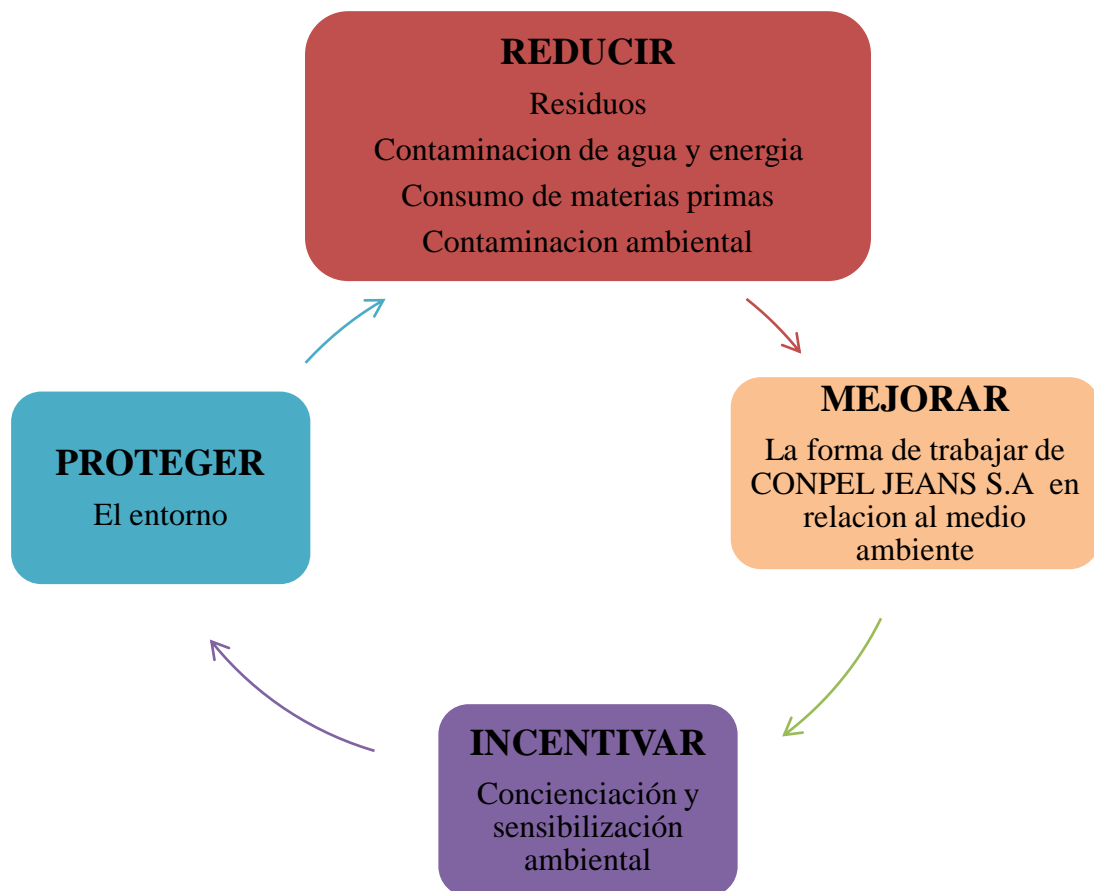 REDUCIR
Residuos
Contaminacion de agua y energia
Consumo de materias primas
Contaminacion ambiental
MEJORAR
La forma de trabajar de
CONPEL JEANS S.A en
relacion al medio
ambiente
INCENTIVAR
Concienciación y
sensibilización
ambiental
PROTEGER
El entorno